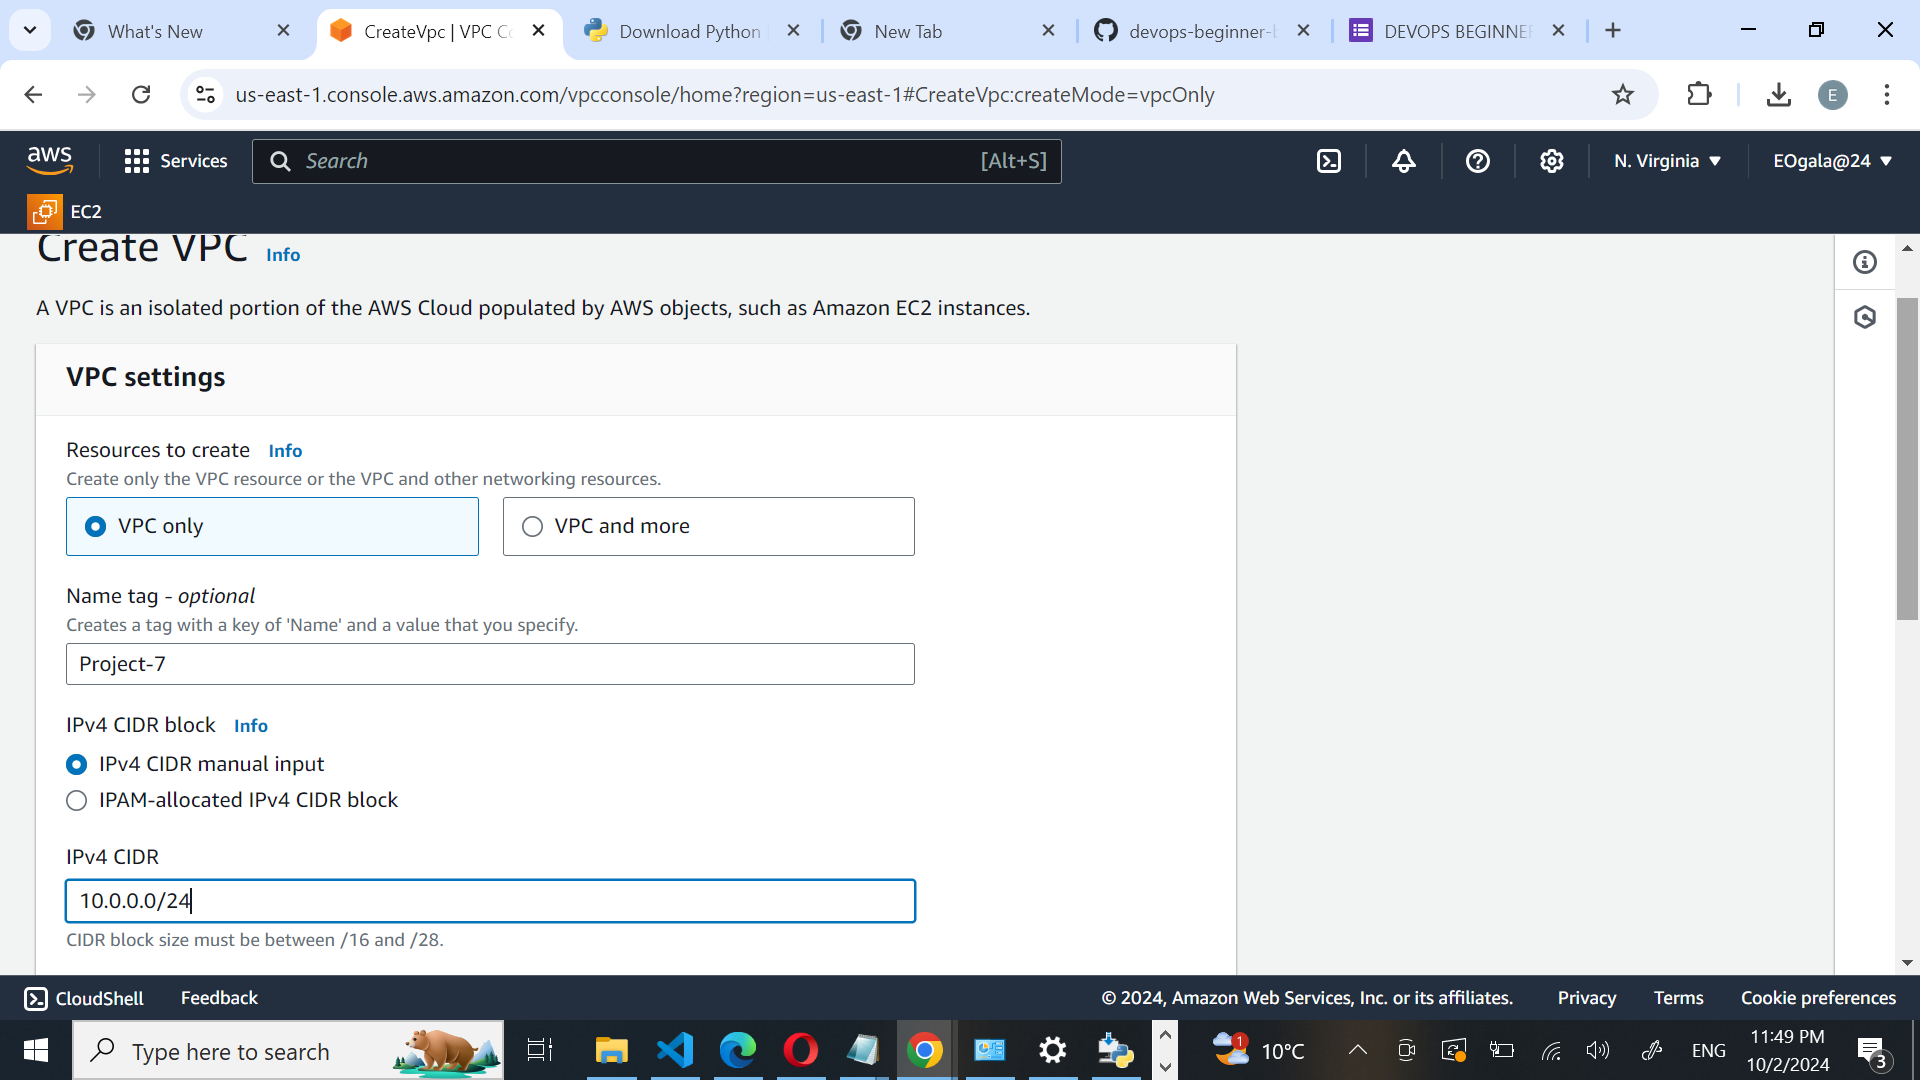 What's New
CreateVpc | VPC Co
Download Python
New Tab
devops-beginner-b
DEVOPS BEGINNER
us-east-1.console.aws.amazon.com/vpcconsole/home?region=us-east-1#CreateVpc:createMode=vpcOnly
E
aws
Services
Search
[Alt+S]
N. Virginia
EOgala@24
EC2
Create VPC Info
A VPC is an isolated portion of the AWS Cloud populated by AWS objects, such as Amazon EC2 instances.
VPC settings
Resources to create Info
Create only the VPC resource or the VPC and other networking resources.
VPC only
VPC and more
Name tag - optional
Creates a tag with a key of 'Name' and a value that you specify.
Project-7
IPv4 CIDR block Info
IPv4 CIDR manual input
IPAM-allocated IPv4 CIDR block
IPv4 CIDR
10.0.0.0/24
CIDR block size must be between /16 and /28.
CloudShell
Feedback
© 2024, Amazon Web Services, Inc. or its affiliates.
Privacy
Terms
Cookie preferences
Type here to search
1
10°C
ENG
11:49 PM
10/2/2024
3